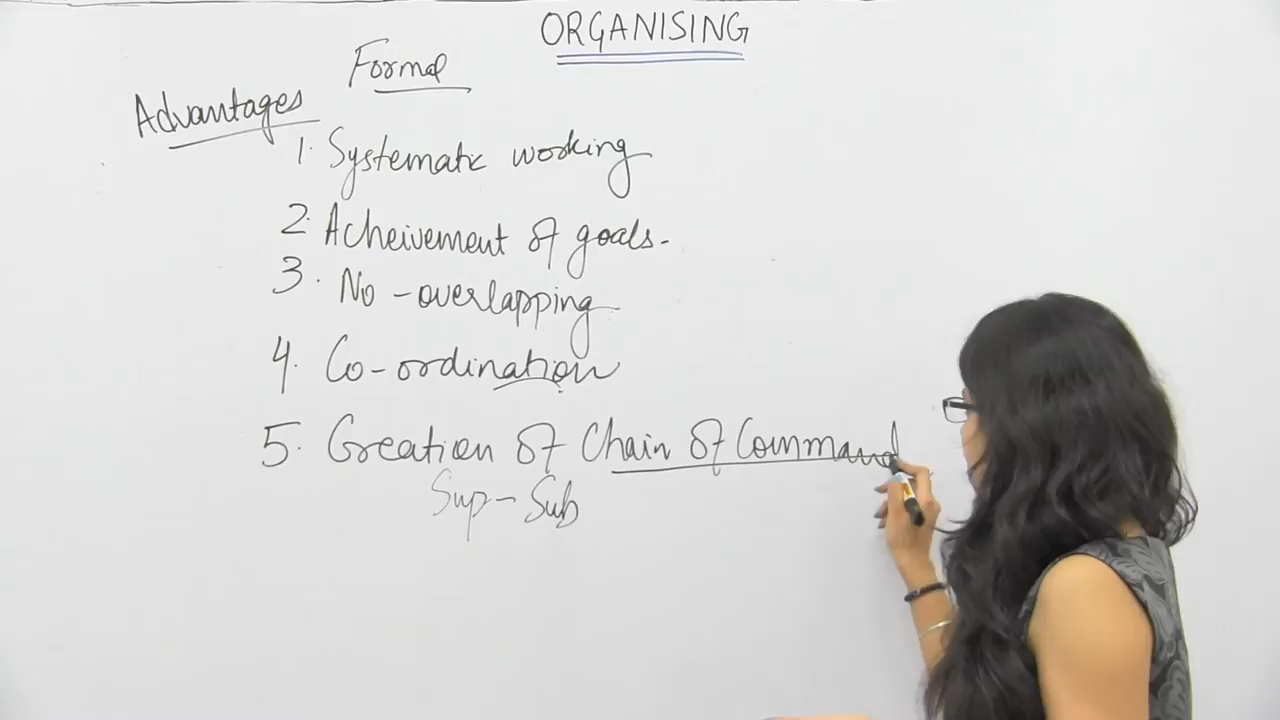 ORGANISING
Formal
Advantages
1. Systematic working
2. Acheivement of goals.
3. No-overlapping
4. Co-ordination
5. Creation of Chain of Command
Sup-Sub